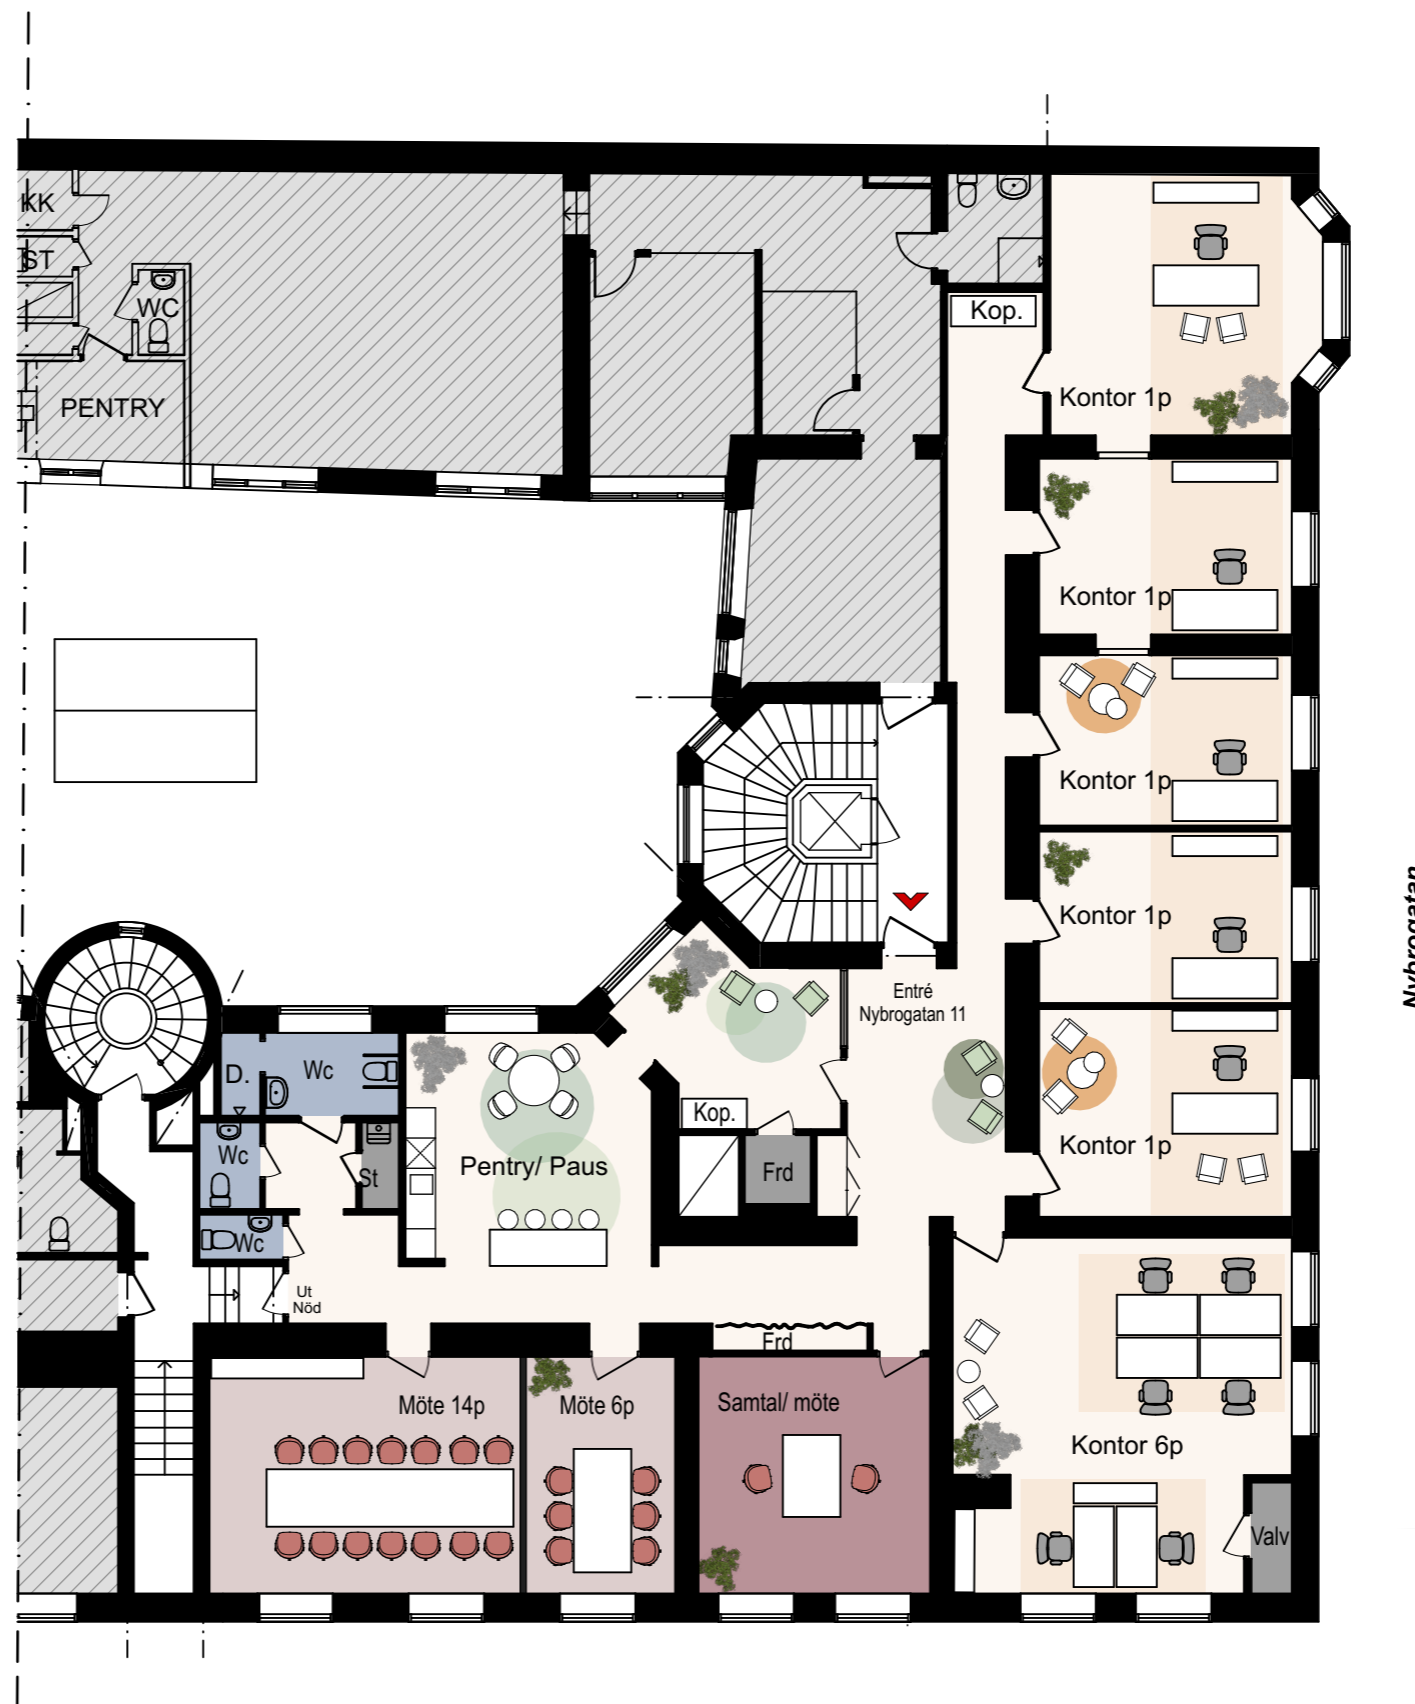 KK
ST
WC
PENTRY
Kop.
Kontor 1p
Kontor 1p
Kontor 1p
Kontor 1p
Nybrogatan
Entré
Nybrogatan 11
D.
Wc
Kop.
Wc
St
Pentry/ Paus
Frd
Kontor 1p
Wc
Ut
Nöd
Frd
Möte 14p
Möte 6p
Samtal/ möte
Kontor 6p
Valv